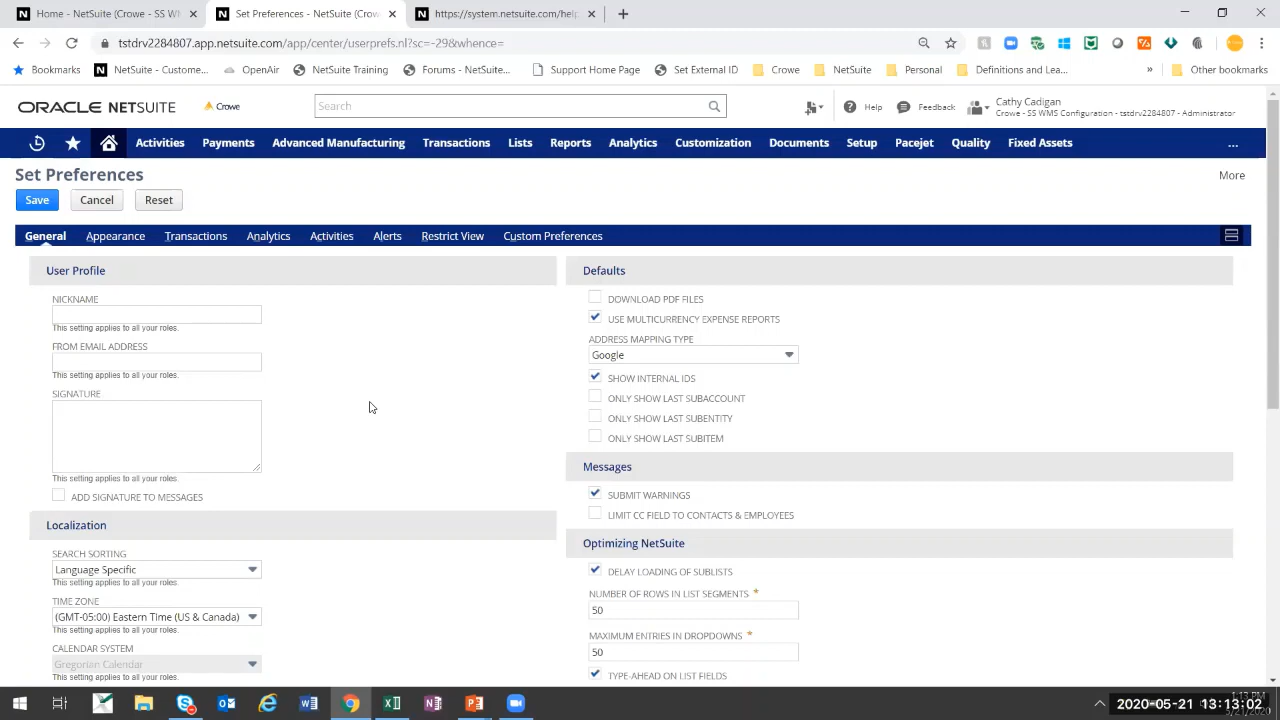 Home - NetSuite (Crowe - SS WM
Set Preferences - NetSuite (Crow
https://system.netsuite.com/help
tstdrv2284807.app.netsuite.com/app/center/userprefs.nl?sc=-29&whence=
Bookmarks
NetSuite - Custome...
OpenAir
NetSuite Training
Forums - NetSuite...
Support Home Page
Set External ID
Crowe
NetSuite
Personal
Definitions and Lea...
»
Other bookmarks
ORACLE NETSUITE
Crowe
Search
Help
Feedback
Cathy Cadigan
Crowe - SS WMS Configuration - tstdrv2284807 - Administrator
Activities
Payments
Advanced Manufacturing
Transactions
Lists
Reports
Analytics
Customization
Documents
Setup
Pacejet
Quality
Fixed Assets
...
Set Preferences
More
Save
Cancel
Reset
General
Appearance
Transactions
Analytics
Activities
Alerts
Restrict View
Custom Preferences
User Profile
NICKNAME
This setting applies to all your roles.
FROM EMAIL ADDRESS
This setting applies to all your roles.
SIGNATURE
This setting applies to all your roles.
ADD SIGNATURE TO MESSAGES
Localization
SEARCH SORTING
Language Specific
This setting applies to all your roles.
TIME ZONE
(GMT-05:00) Eastern Time (US & Canada)
This setting applies to all your roles.
CALENDAR SYSTEM
Gregorian Calendar
This setting applies to all your roles.
Defaults
DOWNLOAD PDF FILES
USE MULTICURRENCY EXPENSE REPORTS
ADDRESS MAPPING TYPE
Google
SHOW INTERNAL IDS
ONLY SHOW LAST SUBACCOUNT
ONLY SHOW LAST SUBENTITY
ONLY SHOW LAST SUBITEM
Messages
SUBMIT WARNINGS
LIMIT CC FIELD TO CONTACTS & EMPLOYEES
Optimizing NetSuite
DELAY LOADING OF SUBLISTS
NUMBER OF ROWS IN LIST SEGMENTS *
50
MAXIMUM ENTRIES IN DROPDOWNS *
50
TYPE-AHEAD ON LIST FIELDS
1:13 PM
2020-05-21 13:13:02
5/21/2020